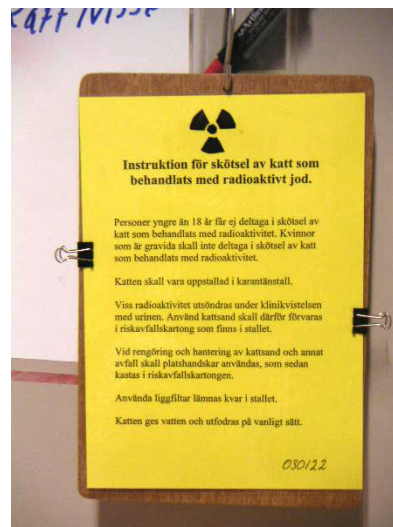 Katt Nisse
Instruktion för skötsel av katt som
behandlats med radioaktivt jod.
Personer yngre än 18 år får ej deltaga i skötsel av
katt som behandlats med radioaktivitet. Kvinnor
som är gravida skall inte deltaga i skötsel av katt
som behandlats med radioaktivitet.
Katten skall vara uppstallad i karantänstall.
Viss radioaktivitet utsöndras under klinikvistelsen
med urinen. Använd kattsand skall därför förvaras
i riskavfallskartong som finns i stallet.
Vid rengöring och hantering av kattsand och annat
avfall skall platshandskar användas, som sedan
kastas i riskavfallskartongen.
Använda liggfiltar lämnas kvar i stallet.
Katten ges vatten och utfodras på vanligt sätt.
030122